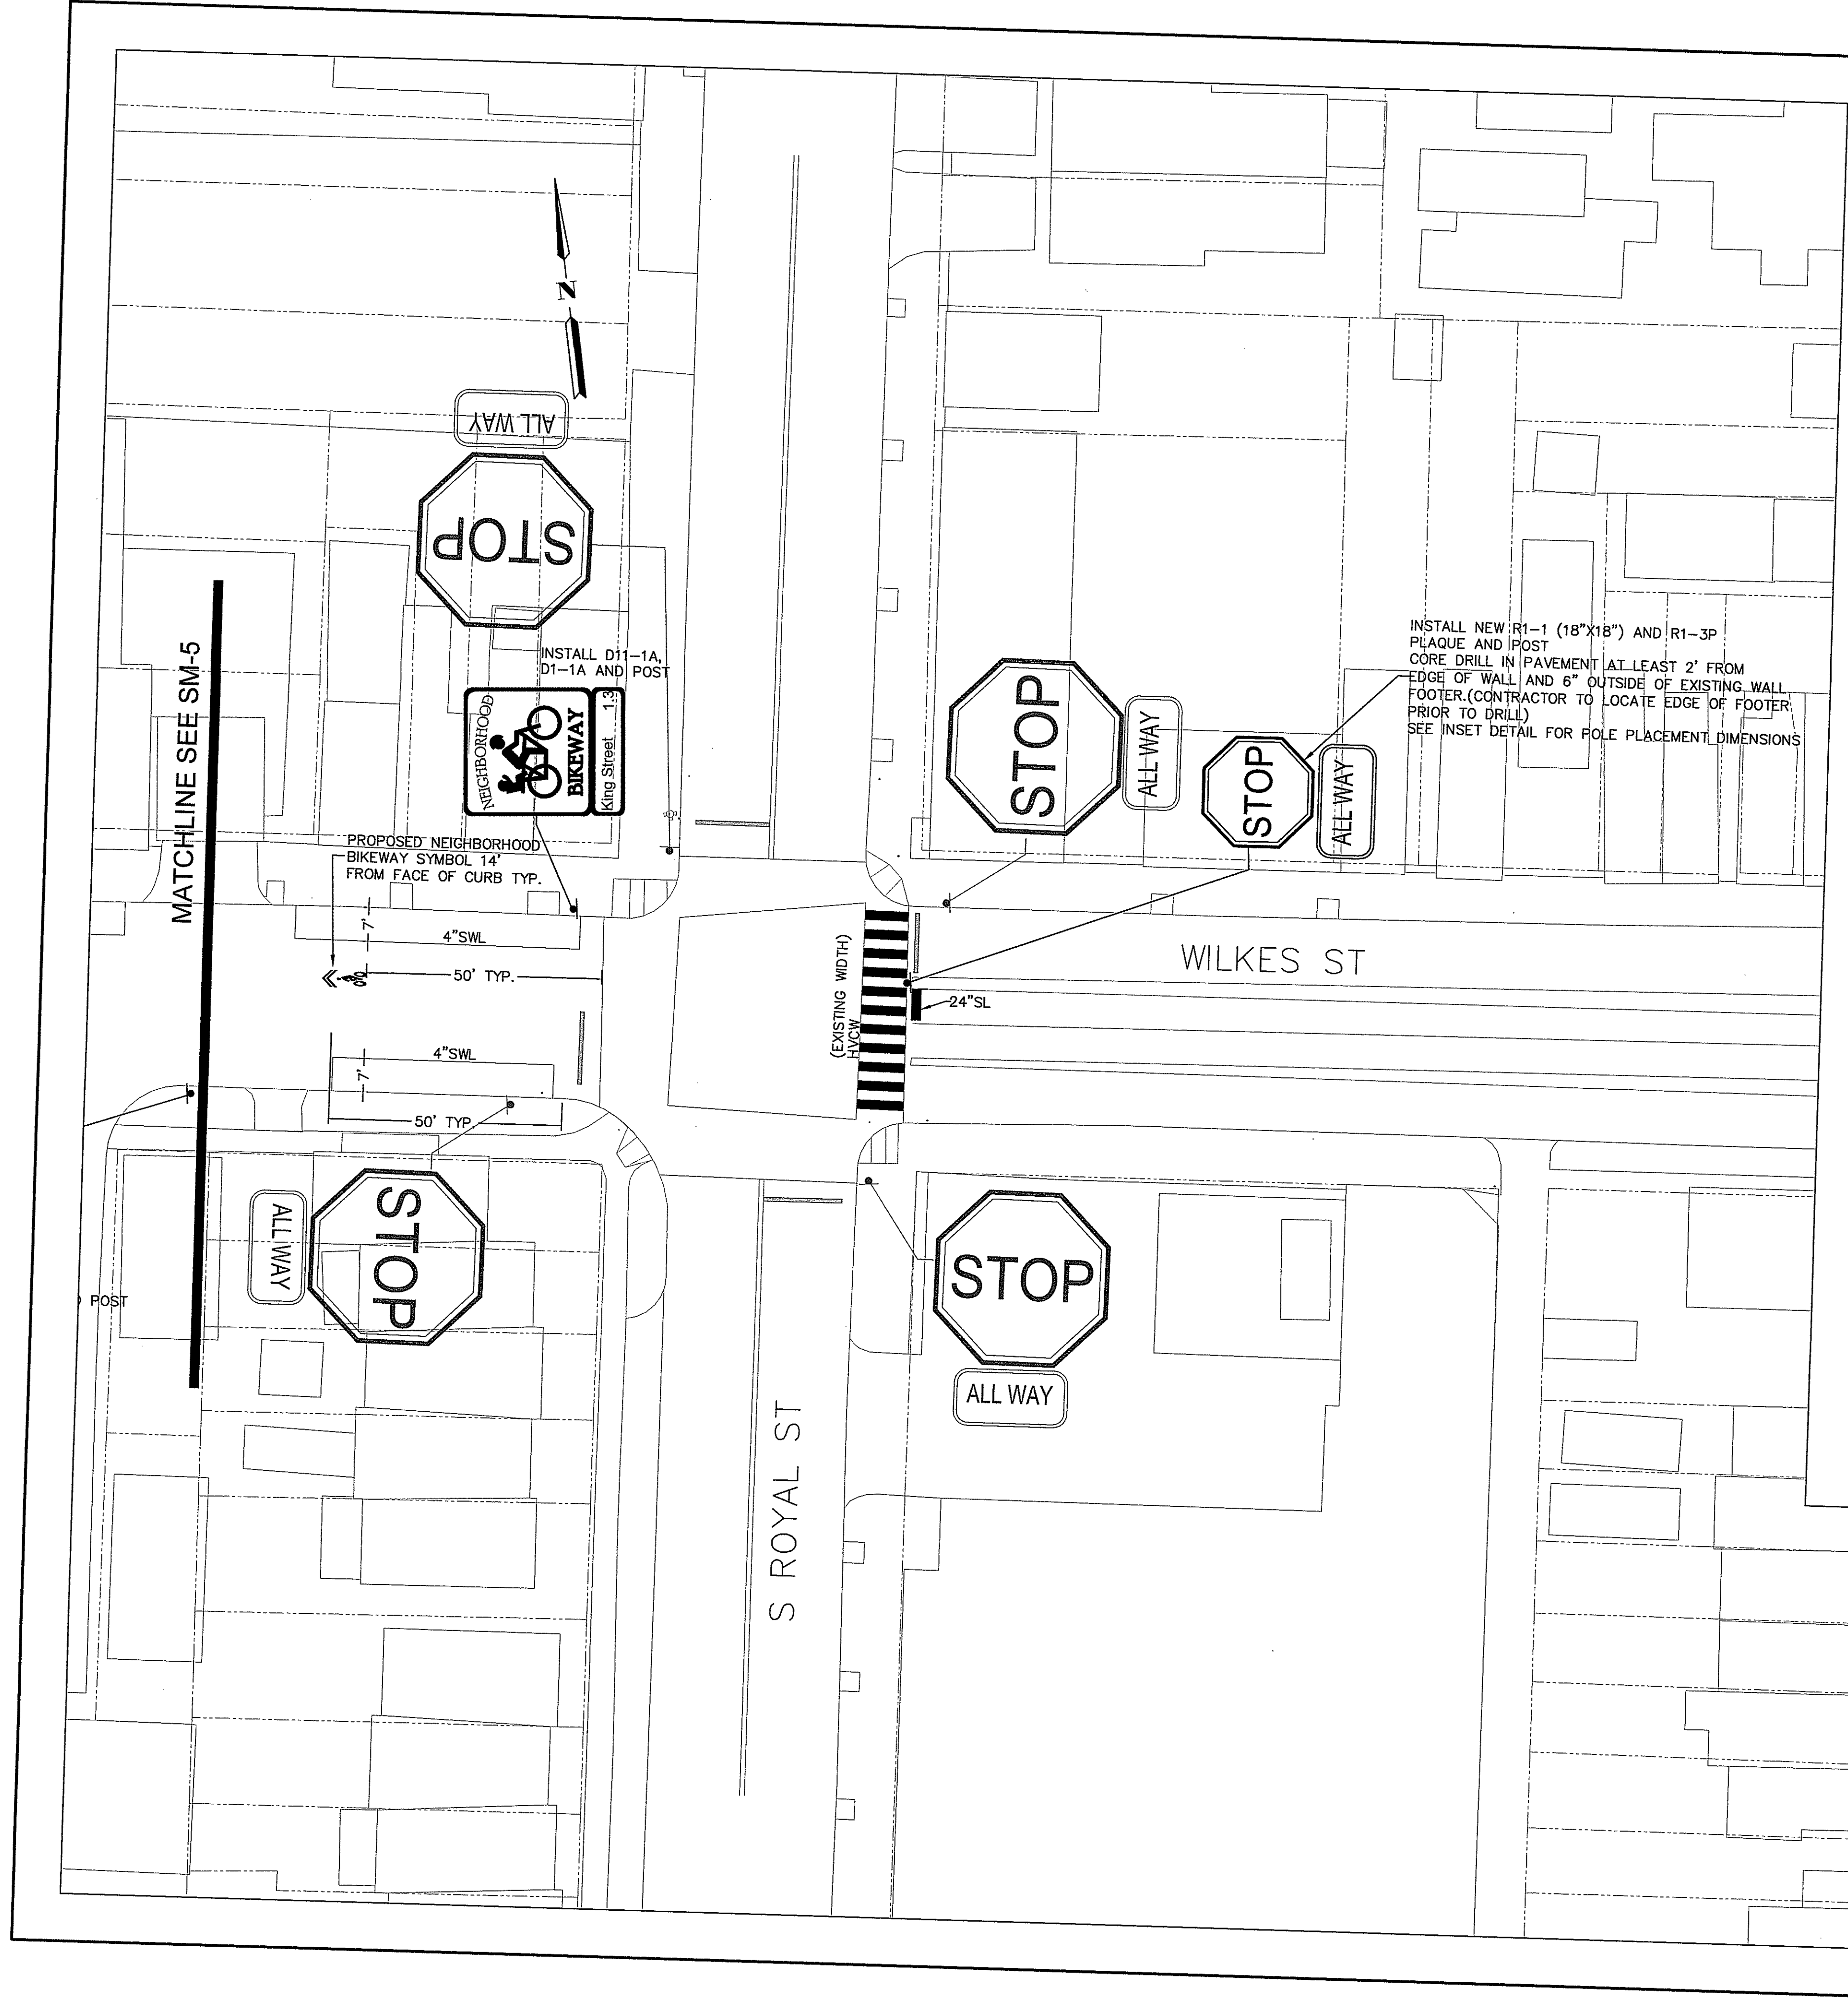 N
ALL WAY
STOP
INSTALL D11-1A,
D1-1A AND POST
NEIGHBORHOOD
BIKEWAY
King Street 1.3
MATCHLINE SEE SM-5
PROPOSED NEIGHBORHOOD
BIKEWAY SYMBOL 14'
FROM FACE OF CURB TYP.
STOP
ALL WAY
STOP
ALL WAY
INSTALL NEW R1-1 (18"X18") AND R1-3P
PLAQUE AND POST
CORE DRILL IN PAVEMENT AT LEAST 2' FROM
EDGE OF WALL AND 6" OUTSIDE OF EXISTING WALL
FOOTER.(CONTRACTOR TO LOCATE EDGE OF FOOTER
PRIOR TO DRILL)
SEE INSET DETAIL FOR POLE PLACEMENT DIMENSIONS
7'
4"SWL
50' TYP.
(EXISTING WIDTH)
HVCW
WILKES ST
24"SL
4"SWL
7'
50' TYP.
POST
ALL WAY
STOP
STOP
ALL WAY
S ROYAL ST